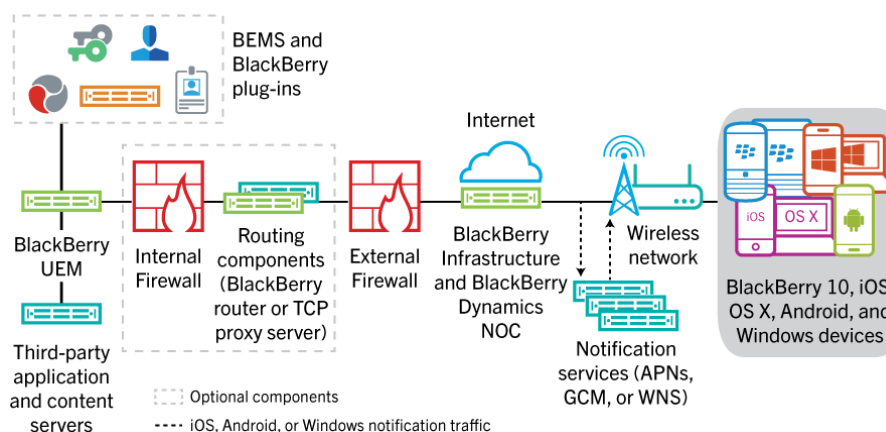 BEMS and
BlackBerry
plug-ins
Internet
BlackBerry
UEM
Internal
Firewall
Routing
components
(BlackBerry
router or TCP
proxy server)
External
Firewall
BlackBerry
Infrastructure
and BlackBerry
Dynamics
NOC
Wireless
network
iOS
OS X
BlackBerry 10, iOS
OS X, Android, and
Windows devices
Third-party
application
and content
servers
Notification
services (APNs,
GCM, or WNS)
Optional components
iOS, Android, or Windows notification traffic